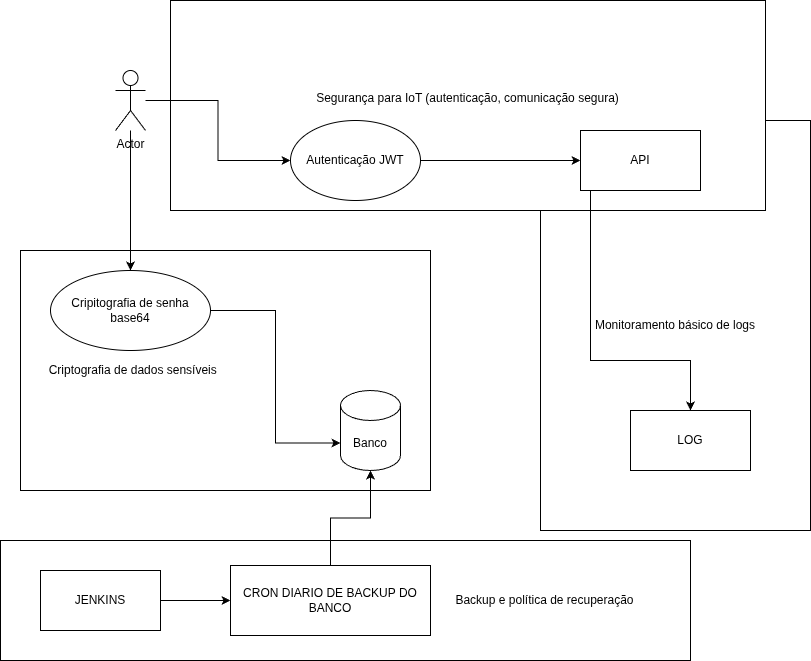 Segurança para IoT (autenticação, comunicação segura)
Actor
Autenticação JWT
API
Cripitografia de senha
base64
Criptografia de dados sensíveis
Banco
Monitoramento básico de logs
LOG
JENKINS
CRON DIARIO DE BACKUP DO
BANCO
Backup e política de recuperação